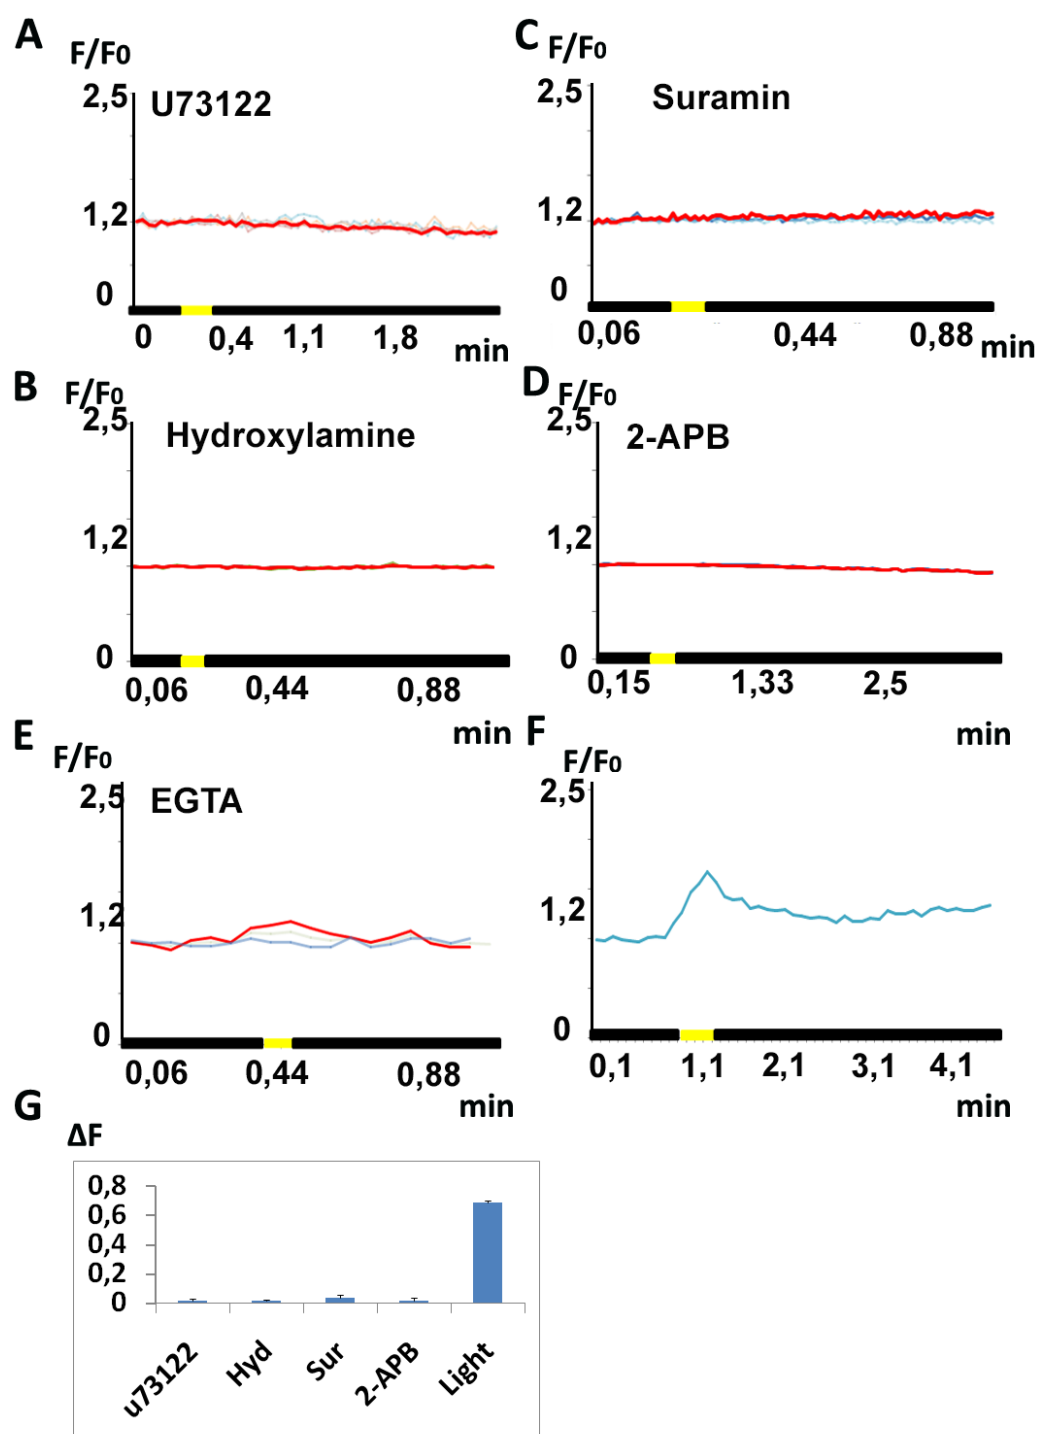 A
F/F0
2,5
U73122
1,2
0
0 0,4 1,1 1,8 min
C
F/F0
2,5
Suramin
1,2
0
0,06 0,44 0,88 min
B
F/F0
2,5
Hydroxylamine
1,2
0
0,06 0,44 0,88
min
D
F/F0
2,5
2-APB
1,2
0
0,15 1,33 2,5
min
E
F/F0
2,5
EGTA
1,2
0
0,06 0,44 0,88
min
F
F/F0
2,5
1,2
0
0,1 1,1 2,1 3,1 4,1
min
G
ΔF
0,8
0,6
0,4
0,2
0
u73122 Hyd Sur 2-APB Light